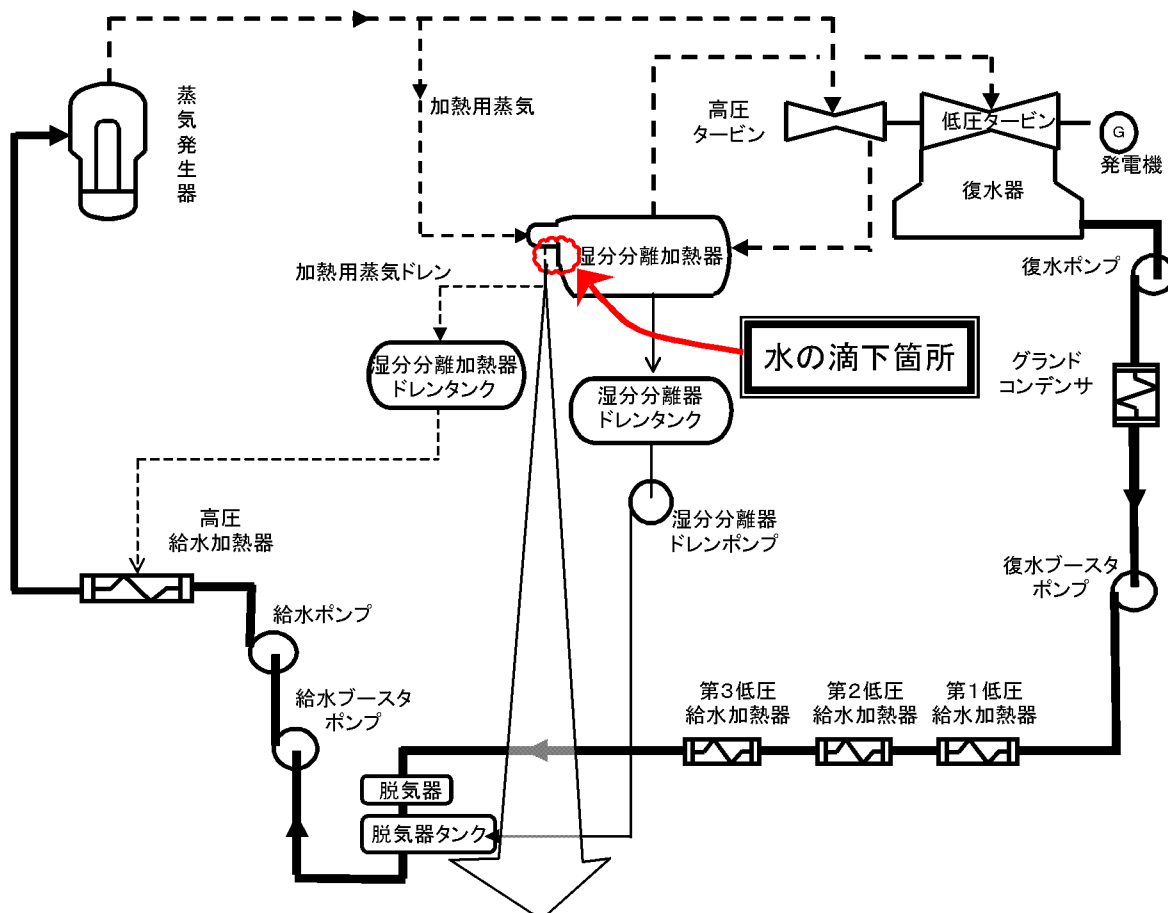 蒸
気
発
生
器
加熱用蒸気
高圧
タービン
低圧タービン
G
発電機
復水器
湿分分離加熱器
加熱用蒸気ドレン
復水ポンプ
水の滴下箇所
湿分分離加熱器
ドレンタンク
湿分分離器
ドレンタンク
グランド
コンデンサ
湿分分離器
ドレンポンプ
高圧
給水加熱器
復水ブースタ
ポンプ
給水ポンプ
給水ブースタ
ポンプ
第3低圧
給水加熱器
第2低圧
給水加熱器
第1低圧
給水加熱器
脱気器
脱気器タンク